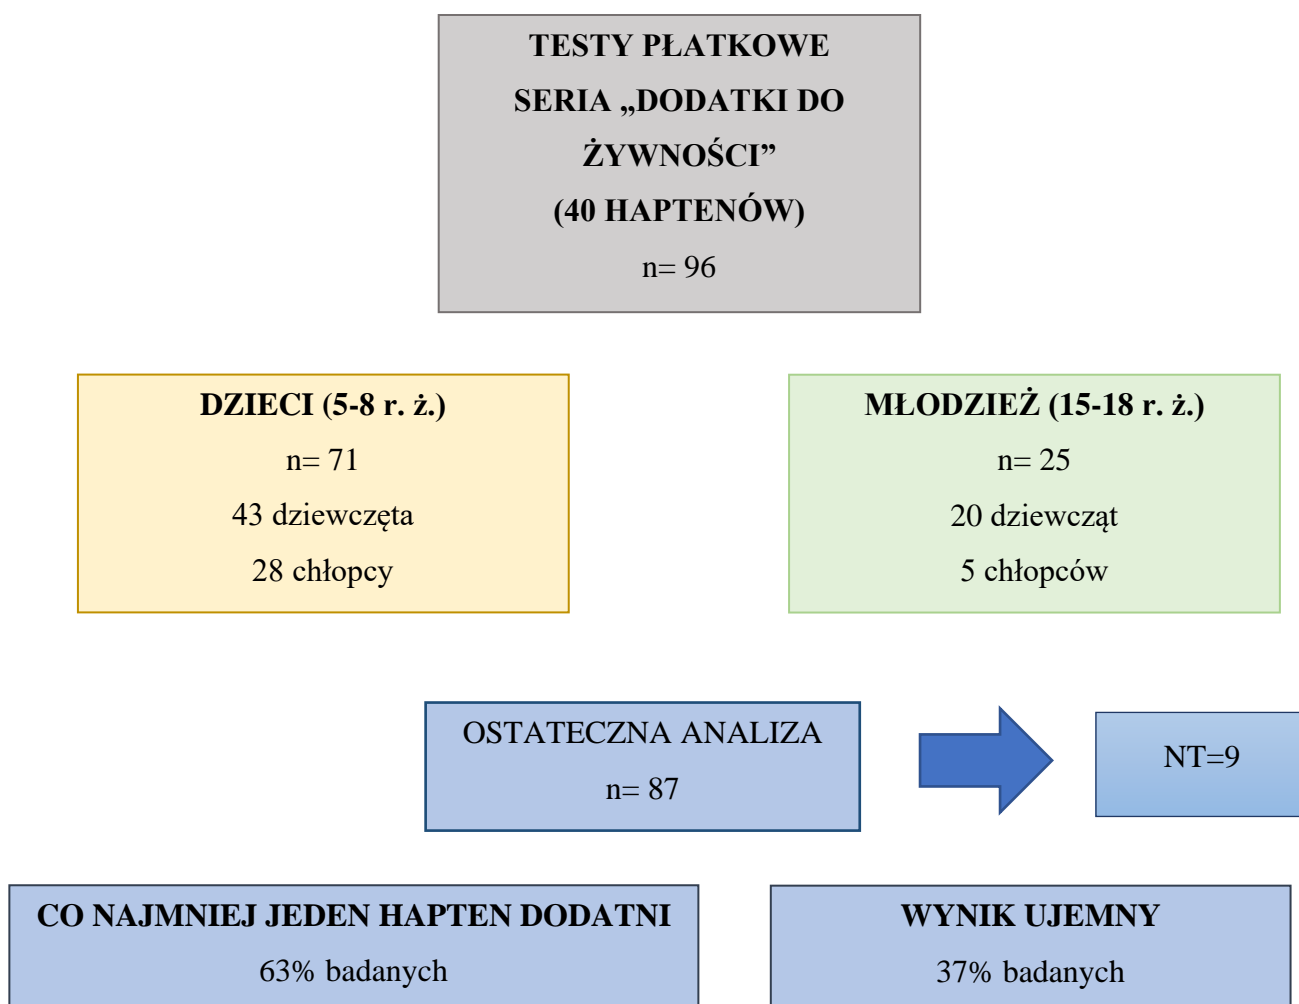 TESTY PŁATKOWE
SERIA „DODATKI DO
ŻYWNOŚCI”
(40 HAPTENÓW)
n= 96
DZIECI (5-8 r. ż.)
n= 71
43 dziewczęta
28 chłopcy
MŁODZIEŻ (15-18 r. ż.)
n= 25
20 dziewcząt
5 chłopców
OSTATECZNA ANALIZA
n= 87
NT=9
CO NAJMNIEJ JEDEN HAPTEN DODATNI
63% badanych
WYNIK UJEMNY
37% badanych